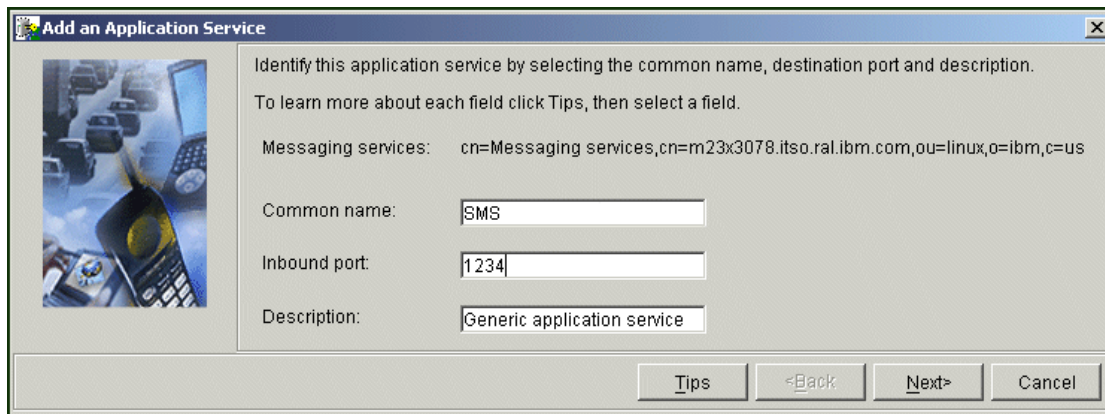 Add an Application Service
Identify this application service by selecting the common name, destination port and description.
To learn more about each field click Tips, then select a field.
Messaging services: cn=Messaging services,cn=m23x3078.itso.ral.ibm.com,ou=linux,o=ibm,c=us
Common name: SMS
Inbound port: 1234
Description: Generic application service
Tips <Back Next> Cancel